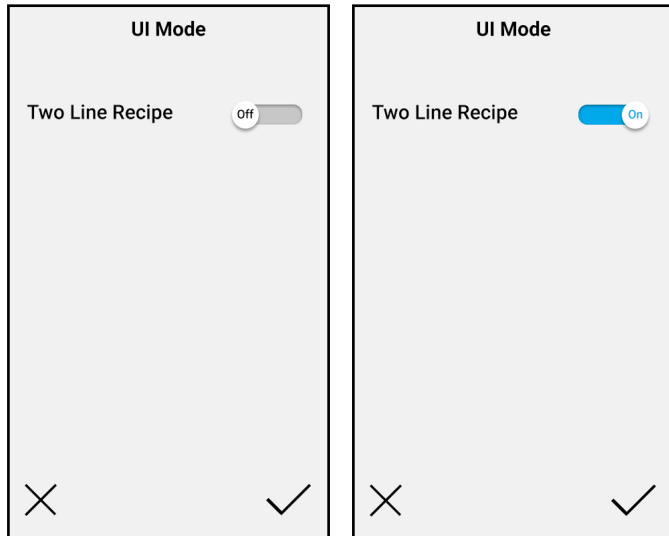 UI Mode
Two Line Recipe Off
UI Mode
Two Line Recipe On